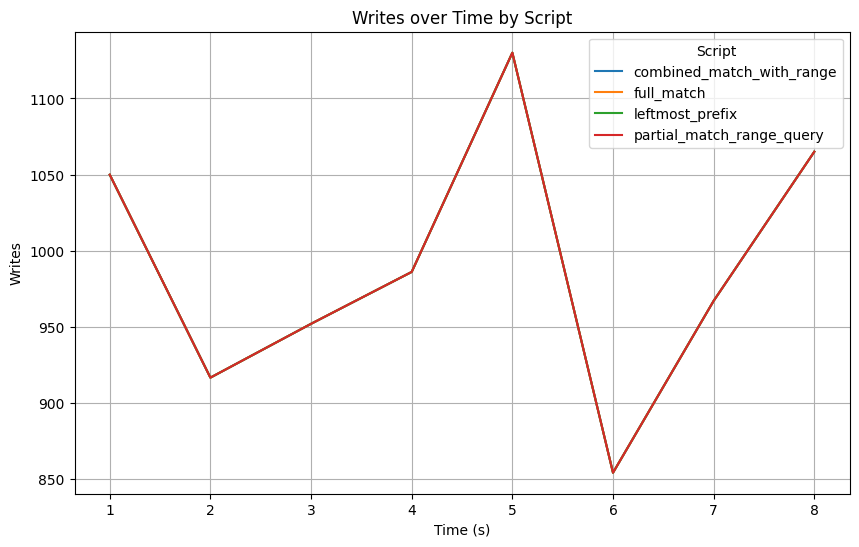 Writes over Time by Script
Script
combined_match_with_range
full_match
leftmost_prefix
partial_match_range_query
Writes
1100
1050
1000
950
900
850
1 2 3 4 5 6 7 8
Time (s)